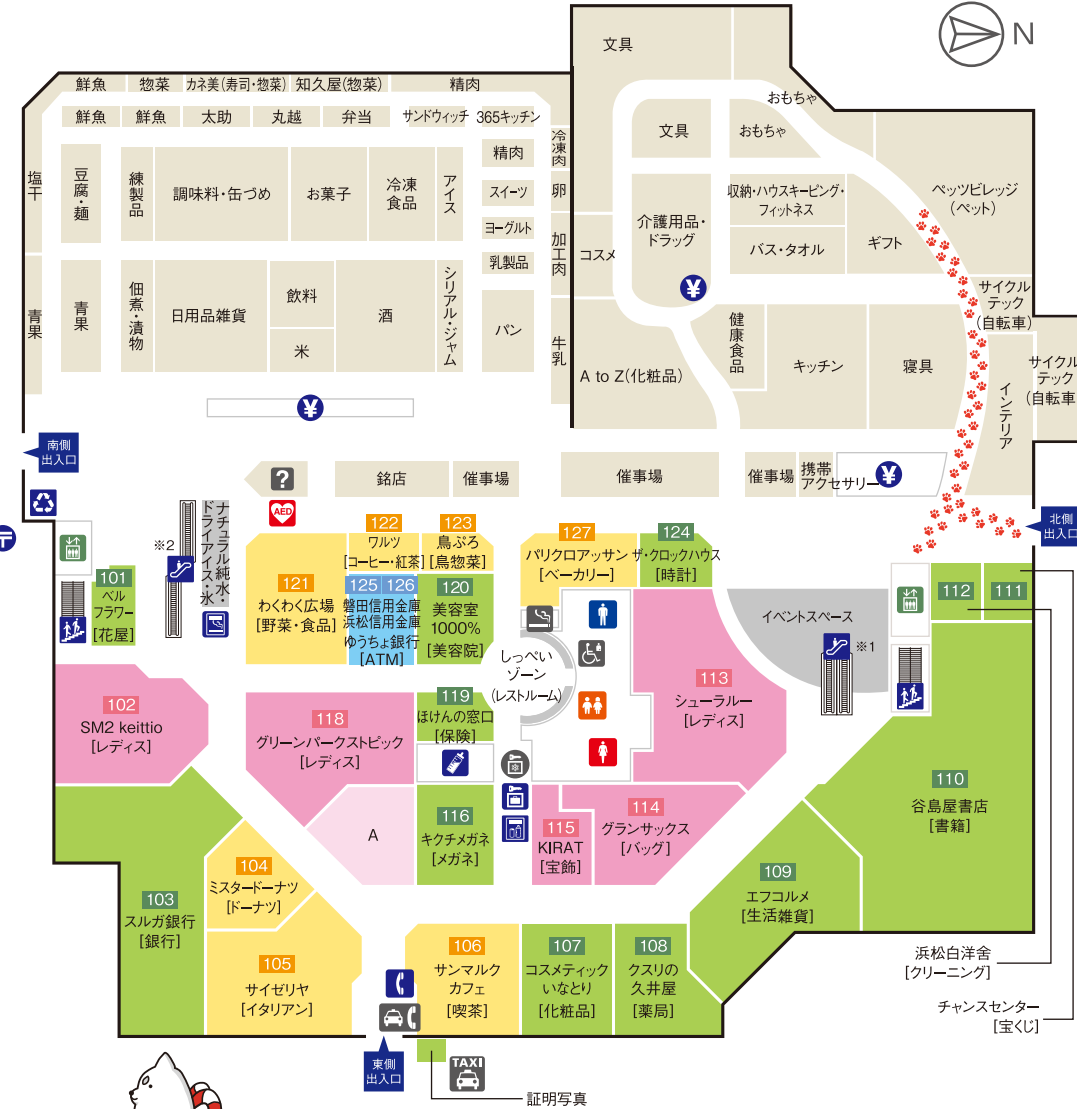 N
文具
おもちゃ
文具
おもちゃ
ペッツビレッジ
(ペット)
収納・ハウスキーピング・
フィットネス
介護用品・
ドラッグ
バス・タオル
ギフト
コスメ
サイクル
テック
(自転車)
サイクル
テック
(自転車
健康食品
キッチン
寝具
インテリア
A to Z(化粧品)
鮮魚
惣菜
カネ美(寿司・惣菜)
知久屋(惣菜)
精肉
鮮魚
鮮魚
太助
丸越
弁当
サンドウィッチ
365キッチン
冷凍肉
精肉
塩干
豆腐・麺
練製品
調味料・缶づめ
お菓子
冷凍
食品
アイス
スイーツ
卵
ヨーグルト
加工肉
乳製品
青果
青果
佃煮・漬物
日用品雑貨
飲料
米
酒
シリアル・ジャム
パン
牛乳
¥
¥
¥
南側
出入口
北側
出入口
?
AED
銘店
催事場
催事場
催事場
携帯
アクセサリー
〒
※2
ナチュラル純水・
ドライアイス・氷
101
ベル
フラワー
[花屋]
121
わくわく広場
[野菜・食品]
122
ワルツ
[コーヒー・紅茶]
123
鳥ぷろ
[鳥惣菜]
125
126
磐田信用金庫
浜松信用金庫
ゆうちょ銀行
[ATM]
120
美容室
1000%
[美容院]
127
パリクロアッサン
[ベーカリー]
124
ザ・クロックハウス
[時計]
112
111
イベントスペース
※1
しっぺい
ゾーン
(レストルーム)
102
SM2 keittio
[レディス]
118
グリーンパークストピック
[レディス]
119
ほけんの窓口
[保険]
113
シューラルー
[レディス]
110
谷島屋書店
[書籍]
A
116
キクチメガネ
[メガネ]
115
KIRAT
[宝飾]
114
グランサックス
[バッグ]
109
エフコルメ
[生活雑貨]
103
スルガ銀行
[銀行]
104
ミスタードーナツ
[ドーナツ]
105
サイゼリヤ
[イタリアン]
106
サンマルク
カフェ
[喫茶]
107
コスメティック
いなとり
[化粧品]
108
クスリの
久井屋
[薬局]
浜松白洋舎
[クリーニング]
チャンスセンター
[宝くじ]
東側
出入口
TAXI
証明写真